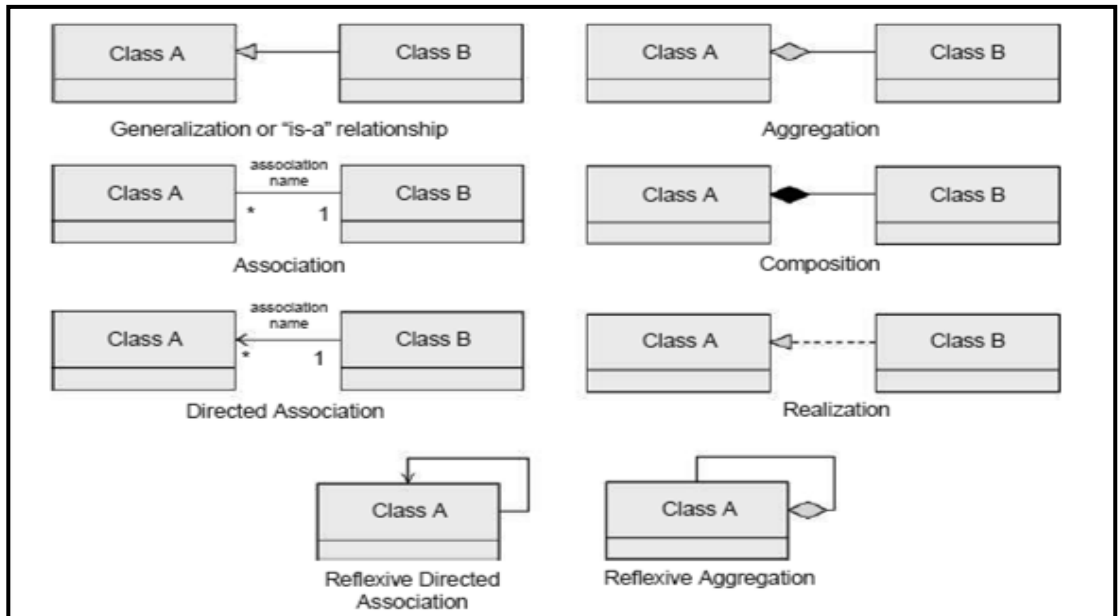 Class A
Class B
Generalization or “is-a” relationship
Class A
Class B
Aggregation
Class A
association
name
* 1
Class B
Association
Class A
Class B
Composition
Class A
association
name
* 1
Class B
Directed Association
Class A
Class B
Realization
Class A
Reflexive Directed
Association
Class A
Reflexive Aggregation